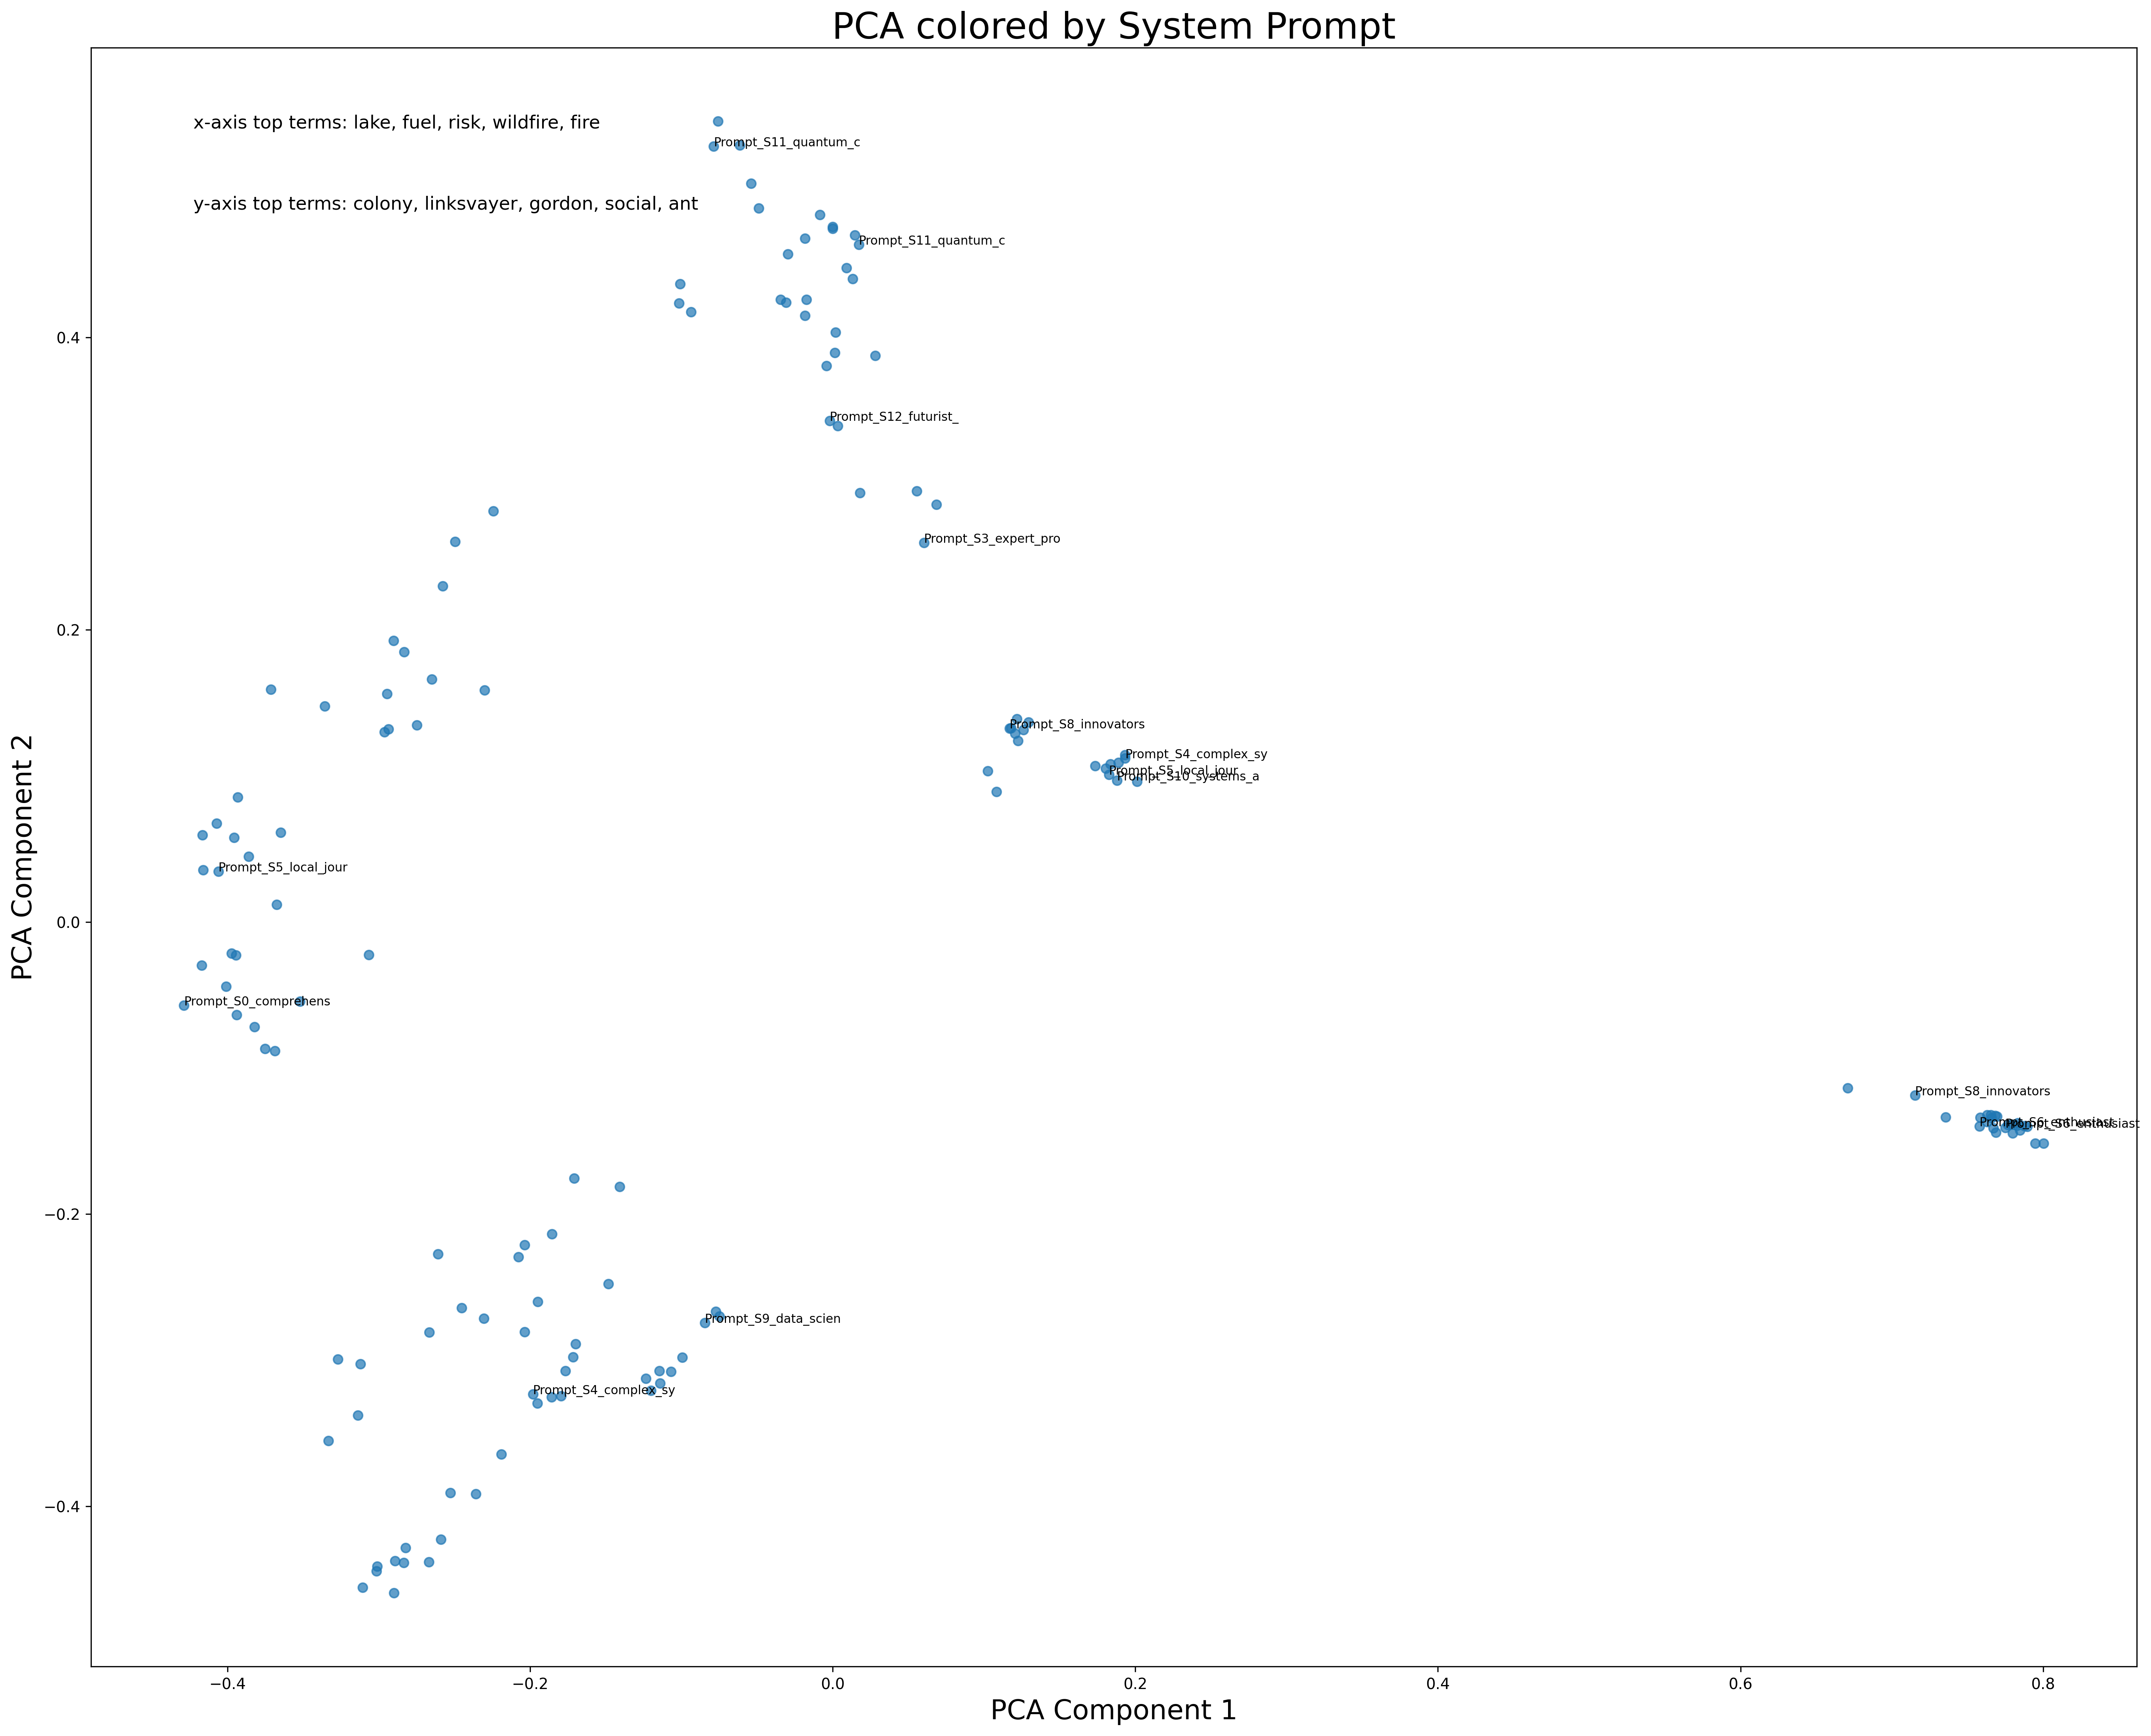 PCA colored by System Prompt
x-axis top terms: lake, fuel, risk, wildfire, fire
Prompt_S11_quantum_c
y-axis top terms: colony, linksvayer, gordon, social, ant
Prompt_S11_quantum_c
0.4
Prompt_S12_futurist_
Prompt_S3_expert_pro
0.2
Prompt_S8_innovators
Prompt_S4_complex_sy
Prompt_S5_local_jour
Prompt_S10_systems_a
PCA Component 2
Prompt_S5_local_jour
0.0
Prompt_S0_comprehens
Prompt_S8_innovators
Prompt_S6_enthusiast
Prompt_S6_enthusiast
−0.2
Prompt_S9_data_scien
Prompt_S4_complex_sy
−0.4
−0.4 −0.2 0.0 0.2 0.4 0.6 0.8
PCA Component 1